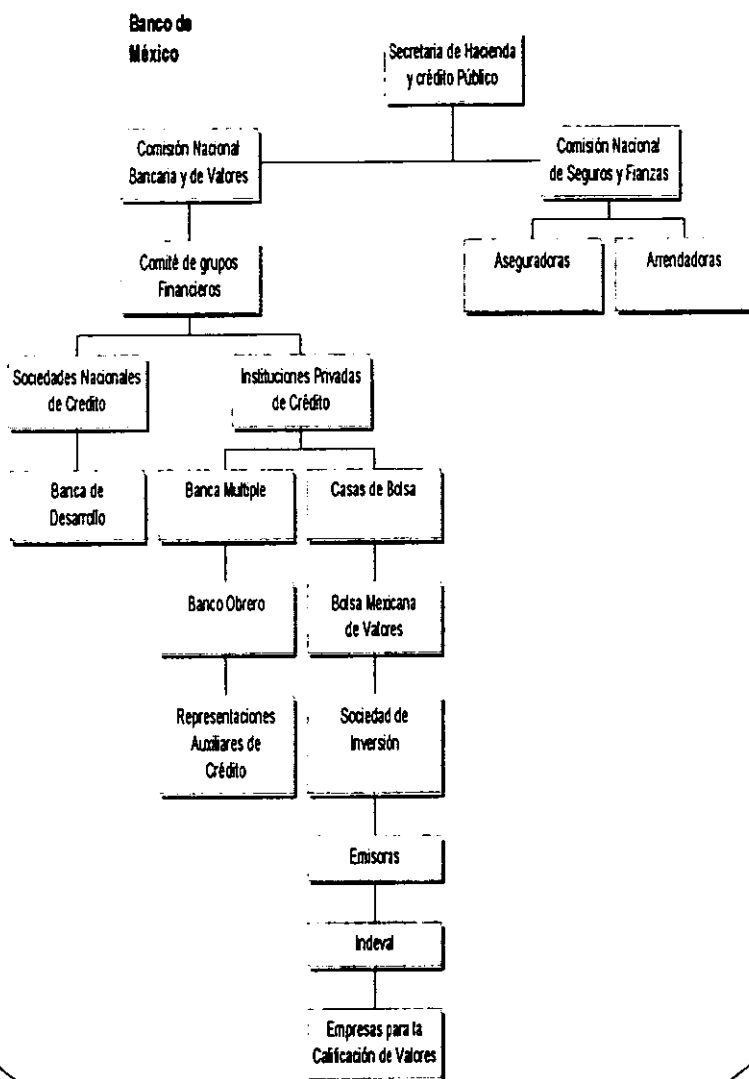 Banco de
México
Secretaria de Hacienda
y crédito Público
Comisión Nacional
Bancaria y de Valores
Comisión Nacional
de Seguros y Fianzas
Comité de grupos
Financieros
Aseguradoras
Arrendadoras
Sociedades Nacionales
de Credito
Instituciones Privadas
de Crédito
Banca de
Desarrollo
Banca Multiple
Casas de Bolsa
Banco Obrero
Bolsa Mexicana
de Valores
Representaciones
Auxiliares de
Crédito
Sociedad de
Inversión
Emisoras
Indeval
Empresas para la
Calificación de Valores